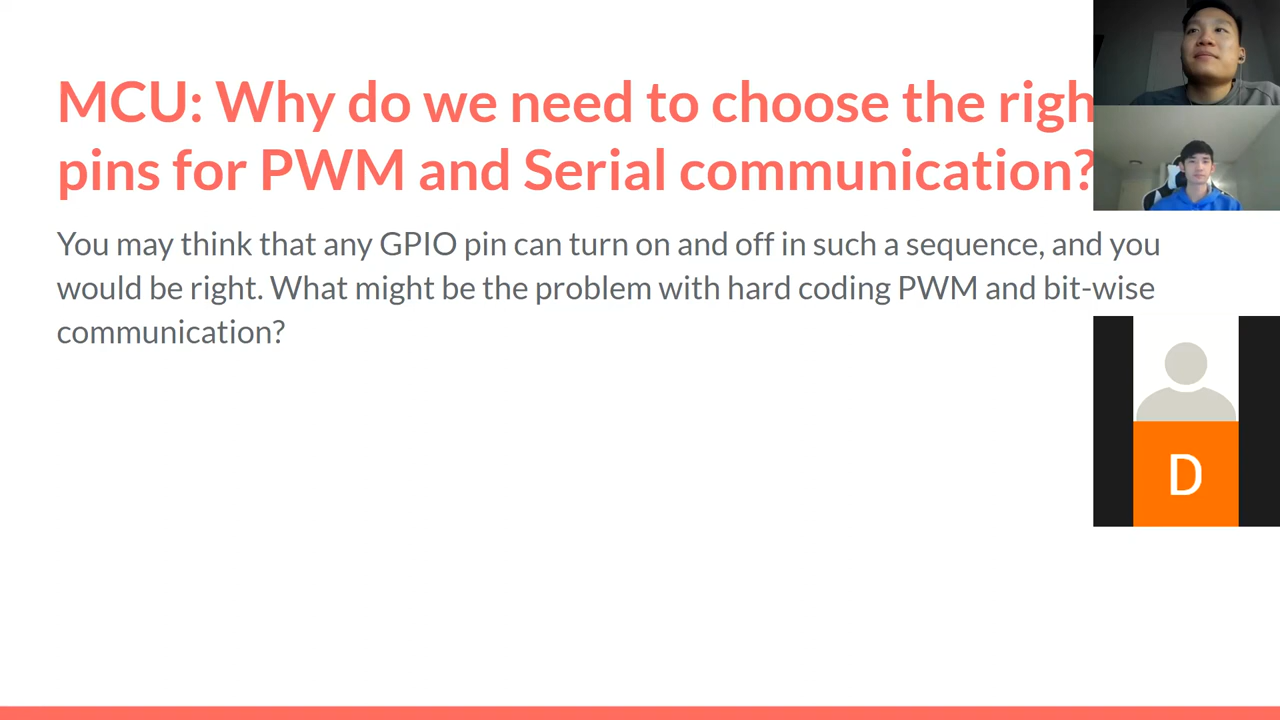 MCU: Why do we need to choose the righ
pins for PWM and Serial communication?
You may think that any GPIO pin can turn on and off in such a sequence, and you
would be right. What might be the problem with hard coding PWM and bit-wise
communication?
D